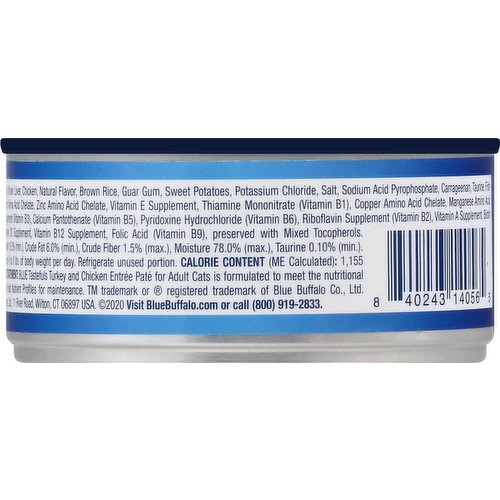 Liver, Chicken, Natural Flavor, Brown Rice, Guar Gum, Sweet Potatoes, Potassium Chloride, Salt, Sodium Acid Pyrophosphate, Carrageenan, Taurine,
Amino Acid Chelate, Zinc Amino Acid Chelate, Vitamin E Supplement, Thiamine Mononitrate (Vitamin B1), Copper Amino Acid Chelate, Manganese Amino
(Vitamin B3), Calcium Pantothenate (Vitamin B5), Pyridoxine Hydrochloride (Vitamin B6), Riboflavin Supplement (Vitamin B2), Vitamin A Supplement,
Supplement, Vitamin B12 Supplement, Folic Acid (Vitamin B9), preserved with Mixed Tocopherols.
(min.), Crude Fat 6.0% (min.), Crude Fiber 1.5% (max.), Moisture 78.0% (max.), Taurine 0.10% (min.).
lbs of body weight per day. Refrigerate unused portion. CALORIE CONTENT (ME Calculated): 1,155
BLUE Tastefuls Turkey and Chicken Entrée Paté for Adult Cats is formulated to meet the nutritional
Food Nutrient Profiles for maintenance. TM trademark or ® registered trademark of Blue Buffalo Co., Ltd.
Ltd., 11 River Road, Wilton, CT 06897 USA. ©2020 Visit BlueBuffalo.com or call (800) 919-2833.
8 40243 14056